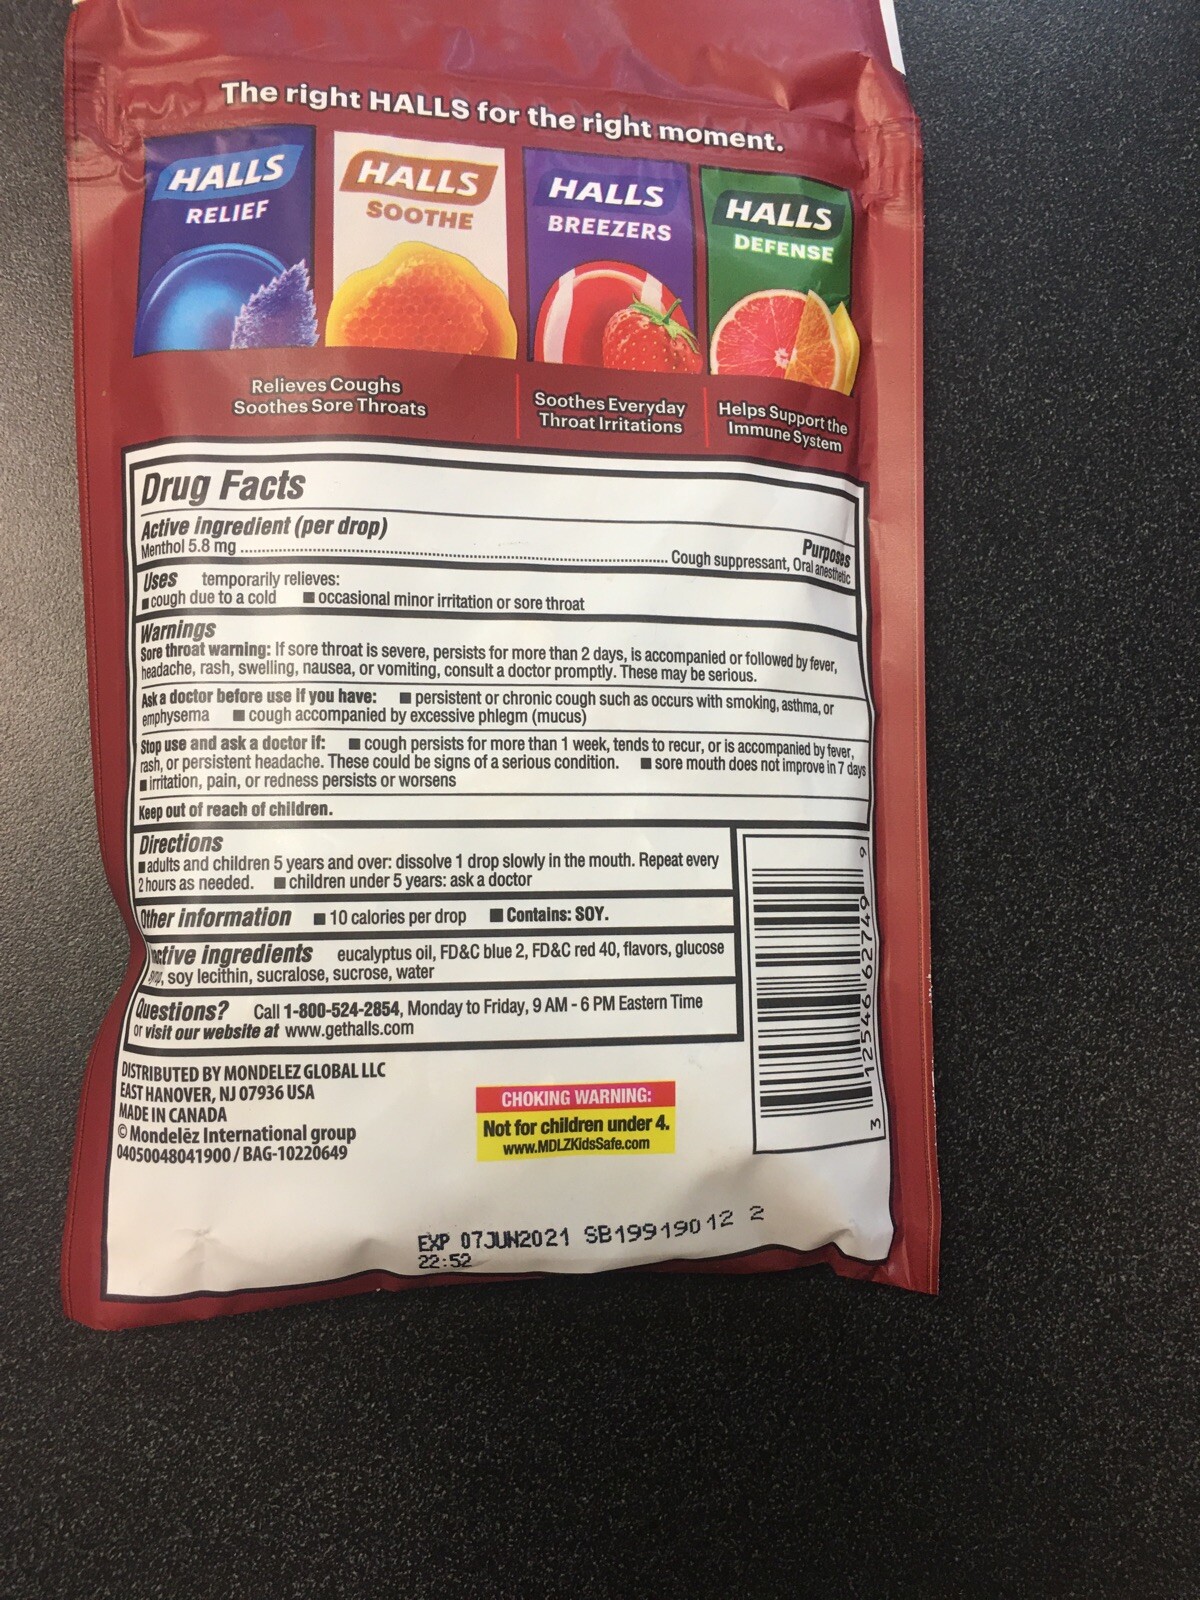 The right HALLS for the right moment.
HALLS
RELIEF
HALLS
SOOTHE
HALLS
BREEZERS
HALLS
DEFENSE
Relieves Coughs
Soothes Sore Throats
Soothes Everyday
Throat Irritations
Helps Support the
Immune System
Drug Facts
Active ingredient (per drop) Purposes
Menthol 5.8 mg ........ Cough suppressant, Oral anesthetic
Uses temporarily relieves:
■ cough due to a cold ■ occasional minor irritation or sore throat
Warnings
Sore throat warning: If sore throat is severe, persists for more than 2 days, is accompanied or followed by fever,
headache, rash, swelling, nausea, or vomiting, consult a doctor promptly. These may be serious.
Ask a doctor before use if you have: ■ persistent or chronic cough such as occurs with smoking, asthma, or
emphysema ■ cough accompanied by excessive phlegm (mucus)
Stop use and ask a doctor if: ■ cough persists for more than 1 week, tends to recur, or is accompanied by fever,
rash, or persistent headache. These could be signs of a serious condition. ■ sore mouth does not improve in 7 days
■ irritation, pain, or redness persists or worsens
Keep out of reach of children.
Directions
■ adults and children 5 years and over: dissolve 1 drop slowly in the mouth. Repeat every
2 hours as needed. ■ children under 5 years: ask a doctor
Other information ■ 10 calories per drop ■ Contains: SOY.
ingredients eucalyptus oil, FD&C blue 2, FD&C red 40, flavors, glucose
soy lecithin, sucralose, sucrose, water
Questions? Call 1-800-524-2854, Monday to Friday, 9 AM - 6 PM Eastern Time
or visit our website at www.gethalls.com
3 12546 62749 9
DISTRIBUTED BY MONDELEZ GLOBAL LLC
EAST HANOVER, NJ 07936 USA
MADE IN CANADA
© Mondelēz International group
04050048041900 / BAG-10220649
CHOKING WARNING:
Not for children under 4.
www.MDLZKidsSafe.com
EXP 07JUN2021 SB19919012 2
22:52